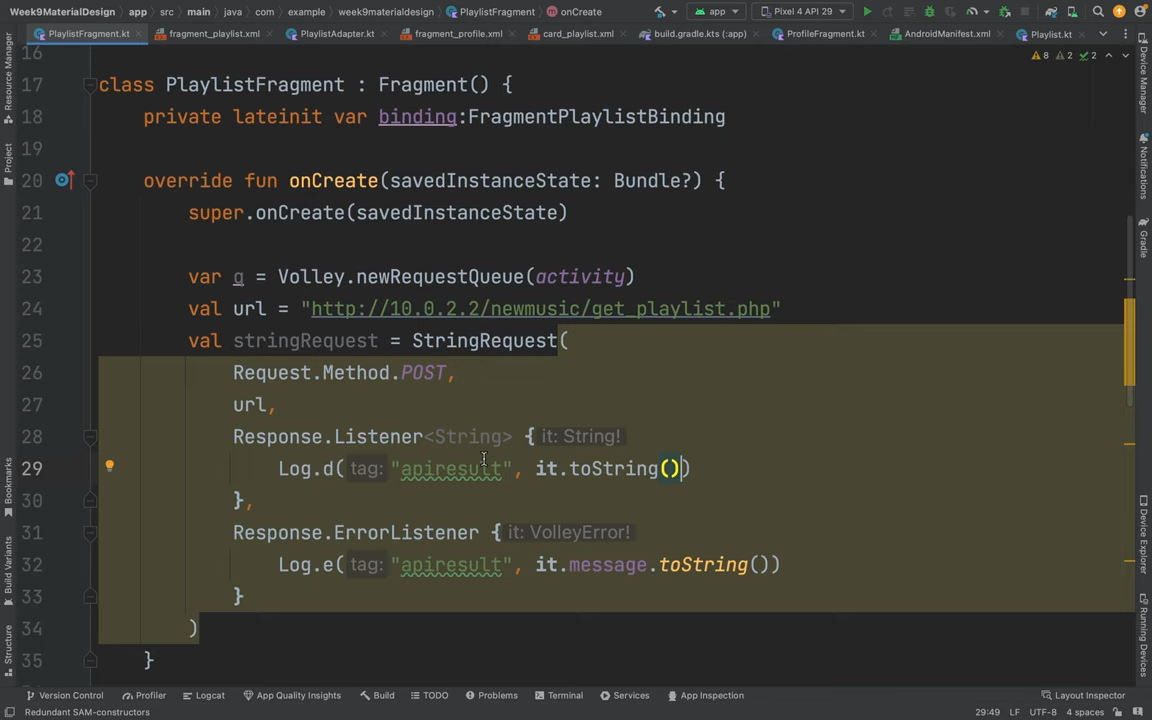 Week9MaterialDesign app src main java com example week9materialdesign PlaylistFragment onCreate app Pixel 4 API 29
PlaylistFragment.kt fragment_playlist.xml PlaylistAdapter.kt fragment_profile.xml card_playlist.xml build.gradle.kts (:app) ProfileFragment.kt AndroidManifest.xml Playlist.kt
Resource Manager
Project
Bookmarks
Build Variants
Structure
8 2 2
16
17 class PlaylistFragment : Fragment() {
18 private lateinit var binding:FragmentPlaylistBinding
19
20 override fun onCreate(savedInstanceState: Bundle?) {
21 super.onCreate(savedInstanceState)
22
23 var q = Volley.newRequestQueue(activity)
24 val url = "http://10.0.2.2/newmusic/get_playlist.php"
25 val stringRequest = StringRequest(
26 Request.Method.POST,
27 url,
28 Response.Listener<String> { it: String!
29 Log.d( tag: "apiresult", it.toString())
30 },
31 Response.ErrorListener { it: VolleyError!
32 Log.e( tag: "apiresult", it.message.toString())
33 }
34 )
35 }
Device Manager
Notifications
Gradle
Device Explorer
Running Devices
Version Control Profiler Logcat App Quality Insights Build TODO Problems Terminal Services App Inspection Layout Inspector
Redundant SAM-constructors 29:49 LF UTF-8 4 spaces